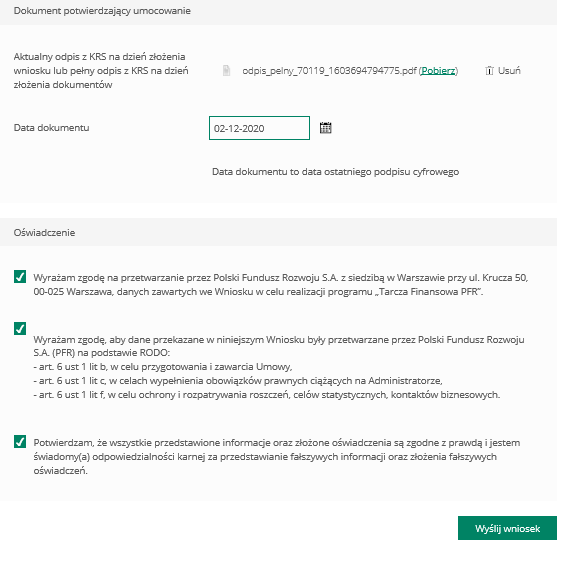 Dokument potwierdzający umocowanie
Aktualny odpis z KRS na dzień złożenia
wniosku lub pełny odpis z KRS na dzień
złożenia dokumentów
odpis_pelny_70119_1603694794775.pdf (Pobierz)
Usuń
Data dokumentu
02-12-2020
Data dokumentu to data ostatniego podpisu cyfrowego
Oświadczenie
Wyrażam zgodę na przetwarzanie przez Polski Fundusz Rozwoju S.A. z siedzibą w Warszawie przy ul. Krucza 50,
00-025 Warszawa, danych zawartych we Wniosku w celu realizacji programu „Tarcza Finansowa PFR”.
Wyrażam zgodę, aby dane przekazane w niniejszym Wniosku były przetwarzane przez Polski Fundusz Rozwoju
S.A. (PFR) na podstawie RODO:
- art. 6 ust 1 lit b, w celu przygotowania i zawarcia Umowy,
- art. 6 ust 1 lit c, w celach wypełnienia obowiązków prawnych ciążących na Administratorze,
- art. 6 ust 1 lit f, w celu ochrony i rozpatrywania roszczeń, celów statystycznych, kontaktów biznesowych.
Potwierdzam, że wszystkie przedstawione informacje oraz złożone oświadczenia są zgodne z prawdą i jestem
świadomy(a) odpowiedzialności karnej za przedstawianie fałszywych informacji oraz złożenia fałszywych
oświadczeń.
Wyślij wniosek